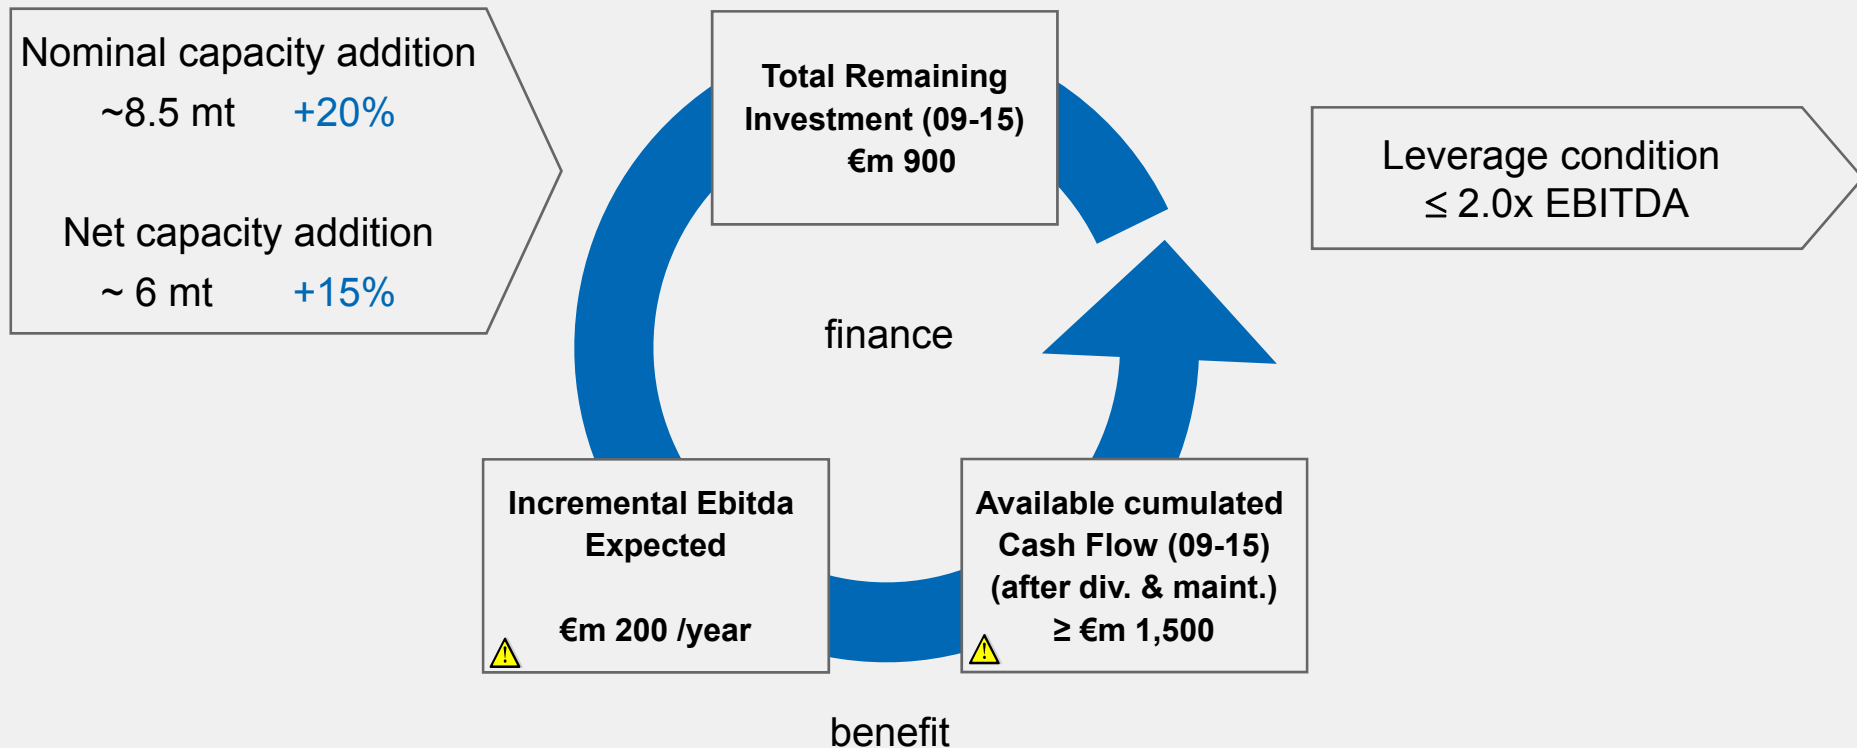 Nominal capacity addition
~8.5 mt +20%
Net capacity addition
~ 6 mt +15%
Total Remaining
Investment (09-15)
€m 900
Leverage condition
≤ 2.0x EBITDA
finance
Incremental Ebitda
Expected
€m 200 /year
Available cumulated
Cash Flow (09-15)
(after div. & maint.)
≥ €m 1,500
benefit